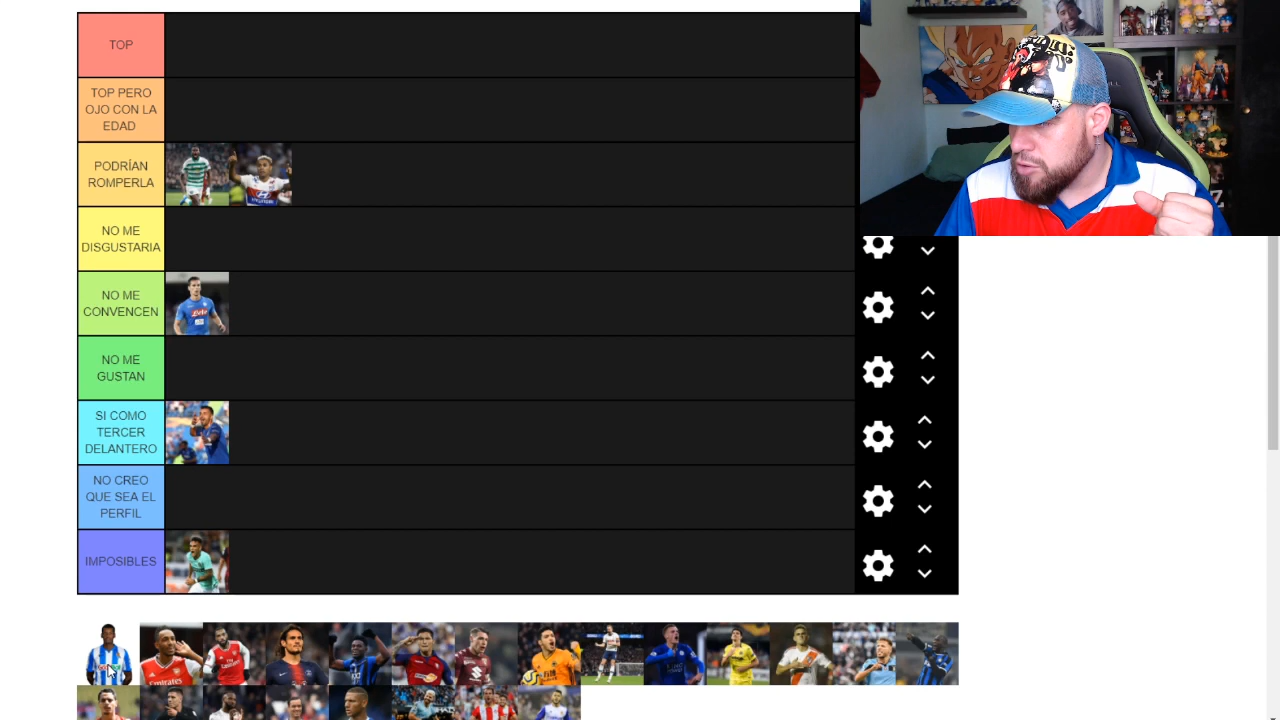 TOP
TOP PERO
OJO CON LA
EDAD
PODRÍAN
ROMPERLA
NO ME
DISGUSTARIA
NO ME
CONVENCEN
NO ME
GUSTAN
SI COMO
TERCER
DELANTERO
NO CREO
QUE SEA EL
PERFIL
IMPOSIBLES